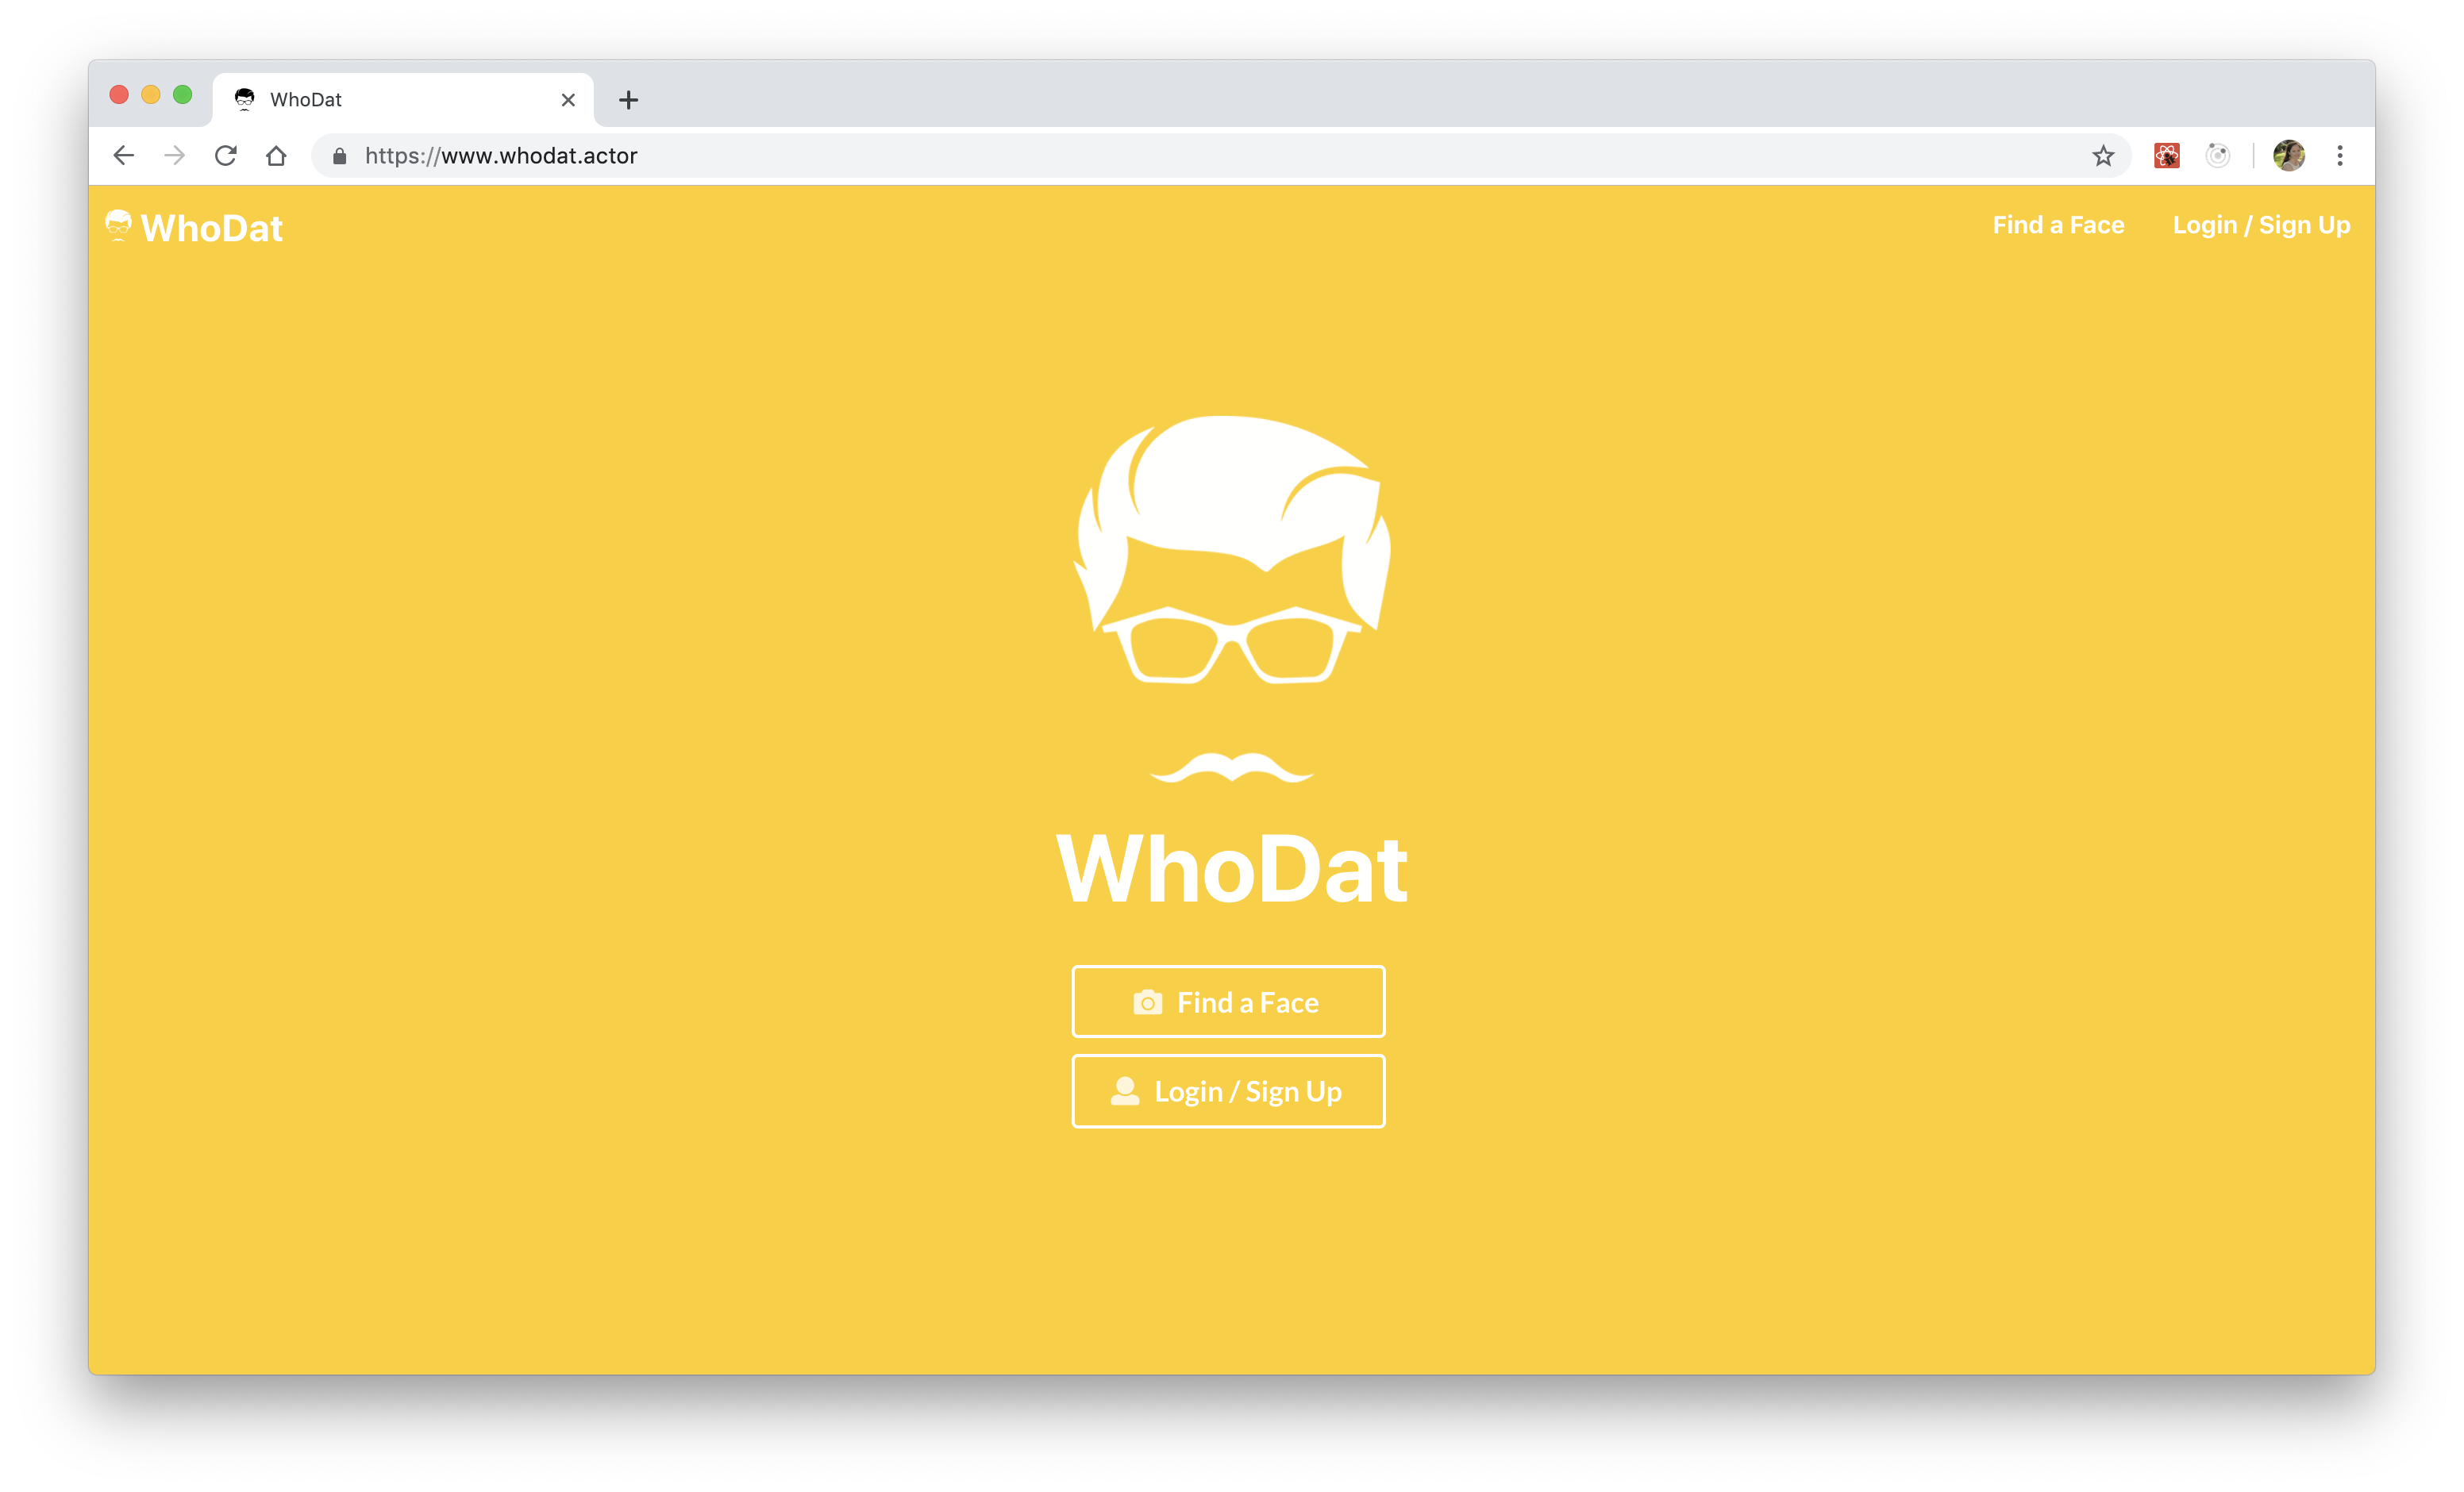 WhoDat
https://www.whodat.actor
WhoDat
Find a Face
Login / Sign Up
WhoDat
Find a Face
Login / Sign Up